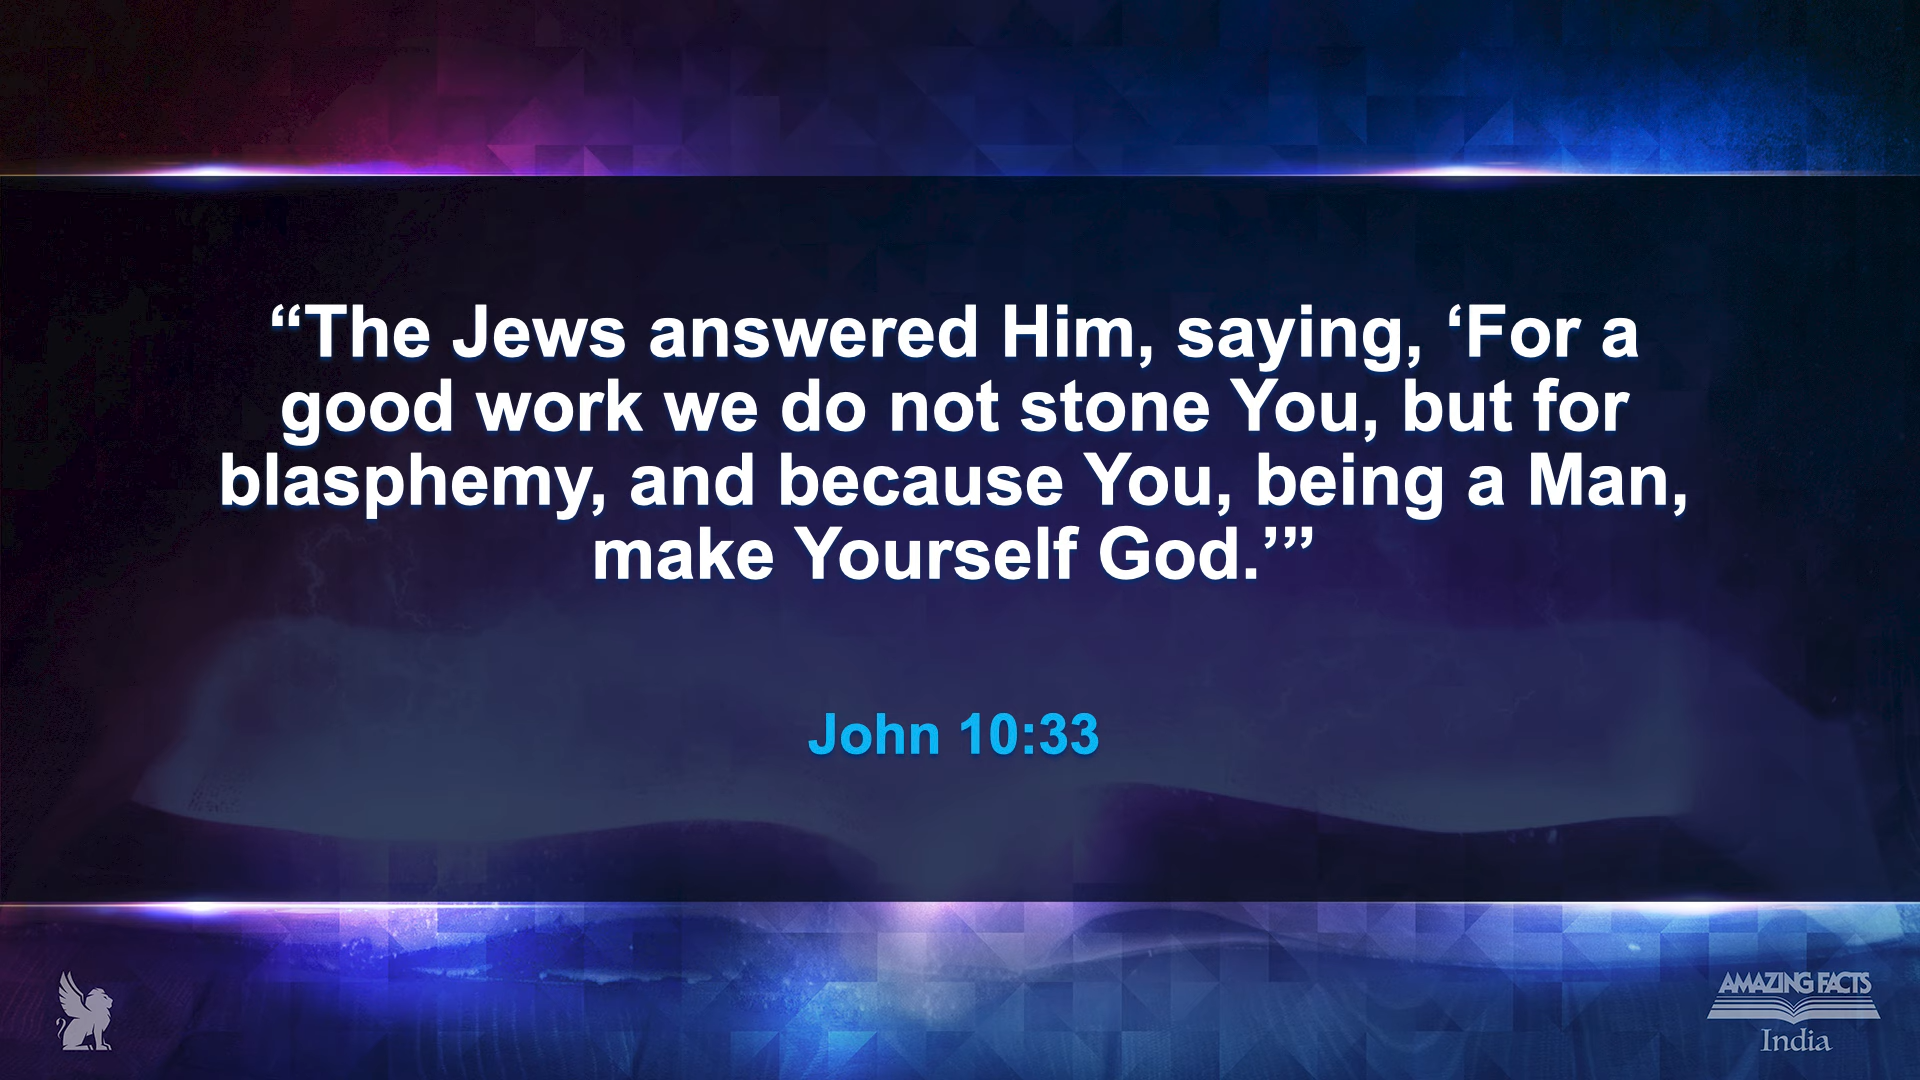 “The Jews answered Him, saying, ‘For a
good work we do not stone You, but for
blasphemy, and because You, being a Man,
make Yourself God.’”
John 10:33
AMAZING FACTS
India